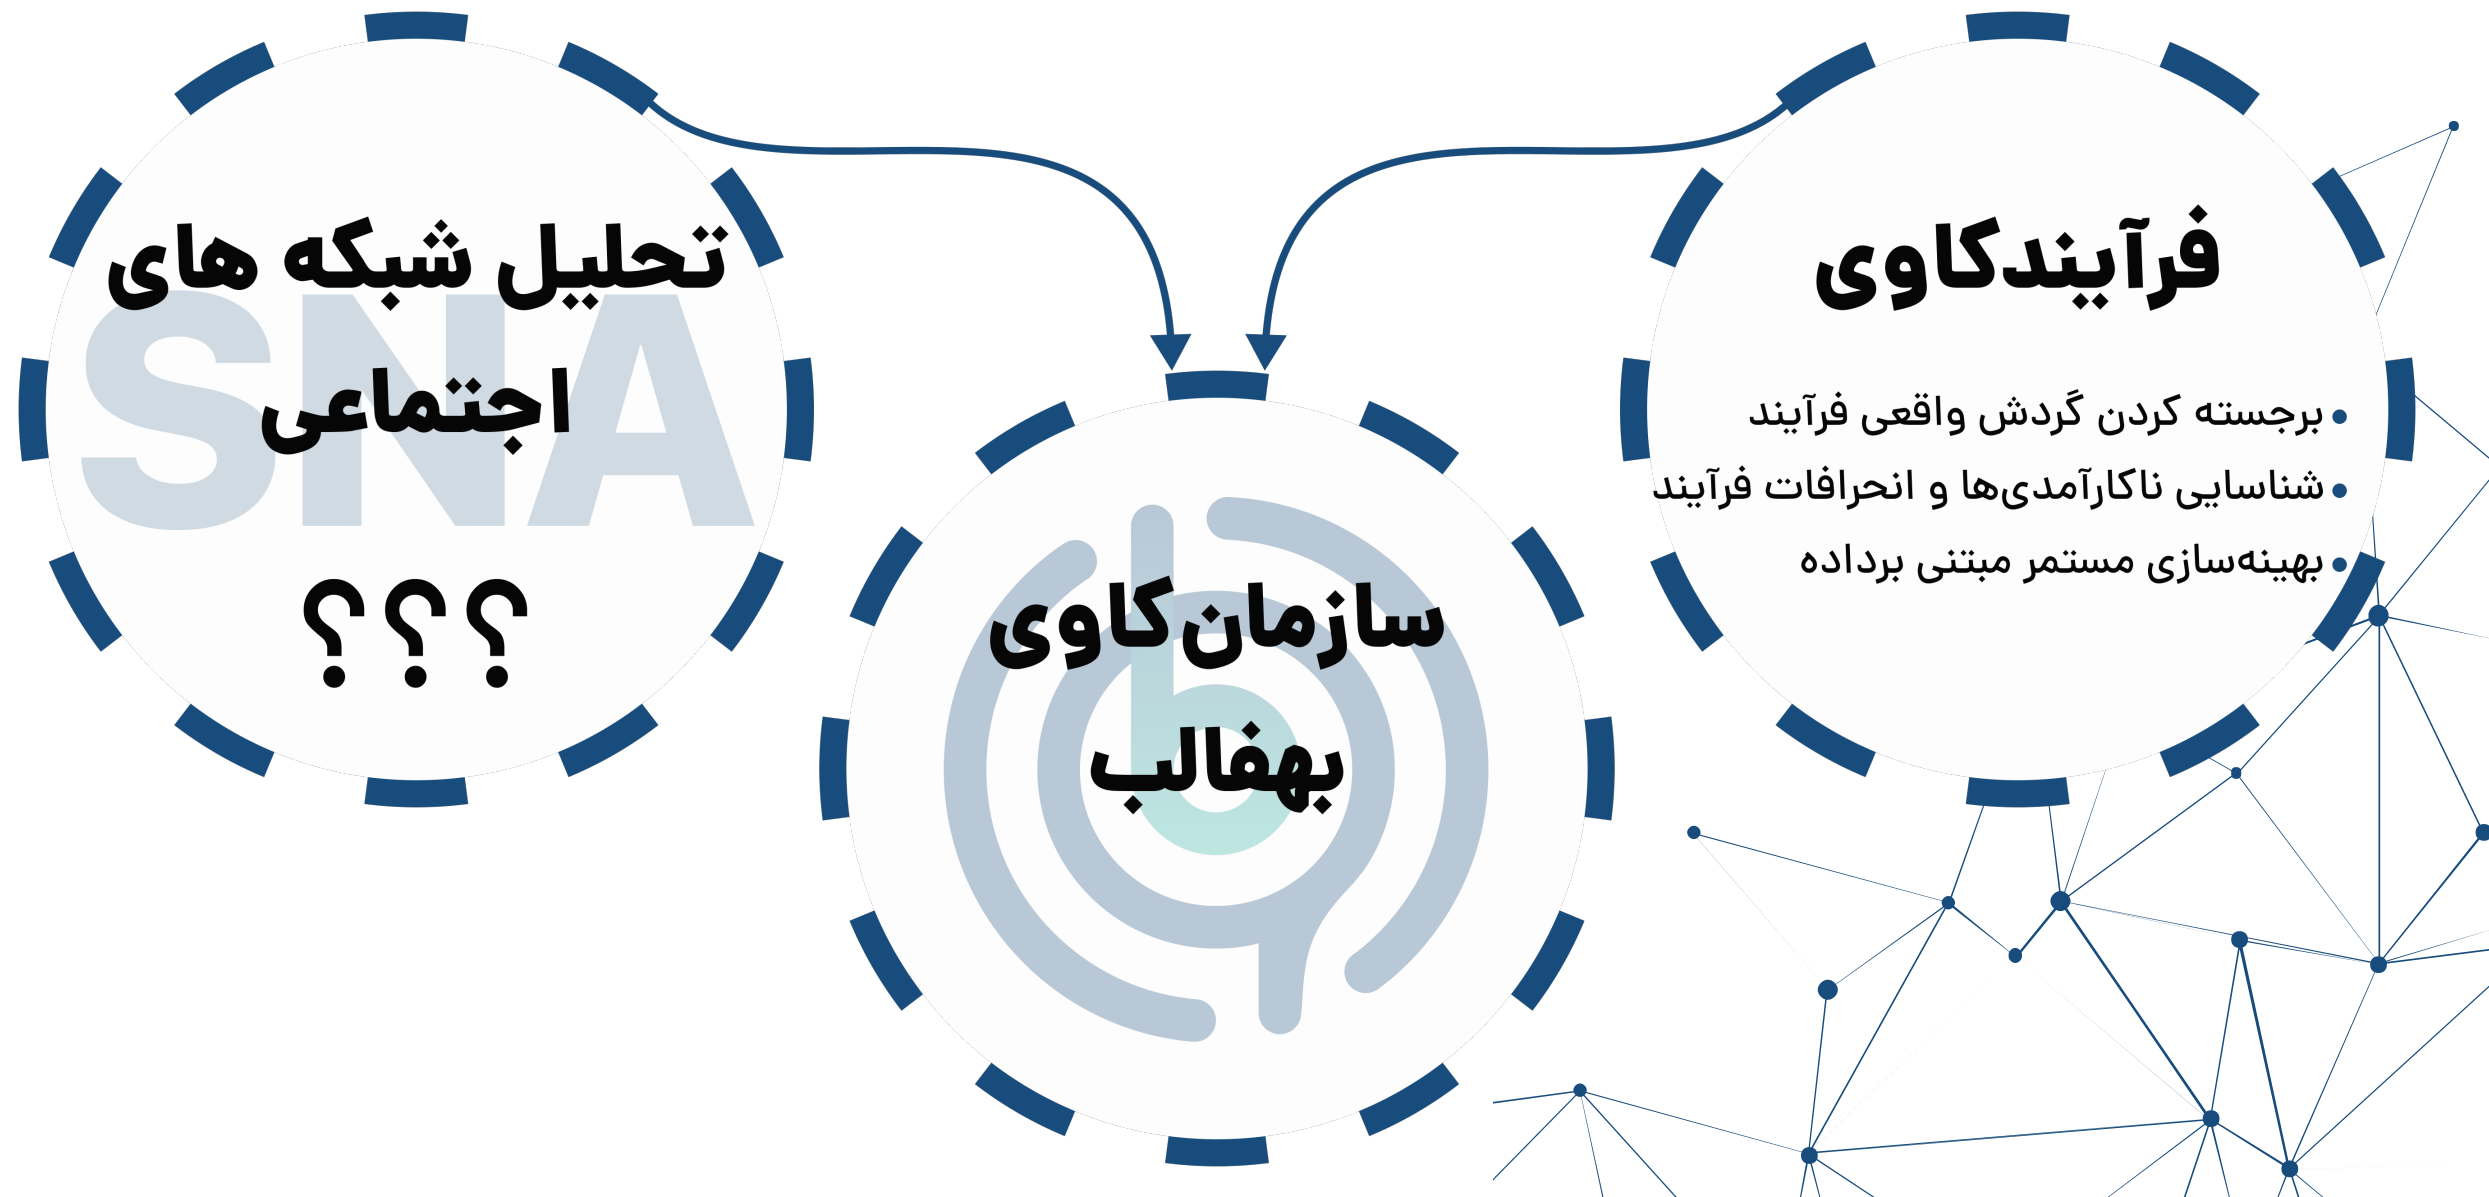 فرآیندکاوی
برجسته کردن گردش واقعی فرآیند
شناسایی ناکارآمدی‌ها و انحرافات فرآیند
بهینه‌سازی مستمر مبتنی برداده
تحلیل شبکه های
اجتماعی
SNA
؟؟؟
سازمان‌کاوی
بهفالب